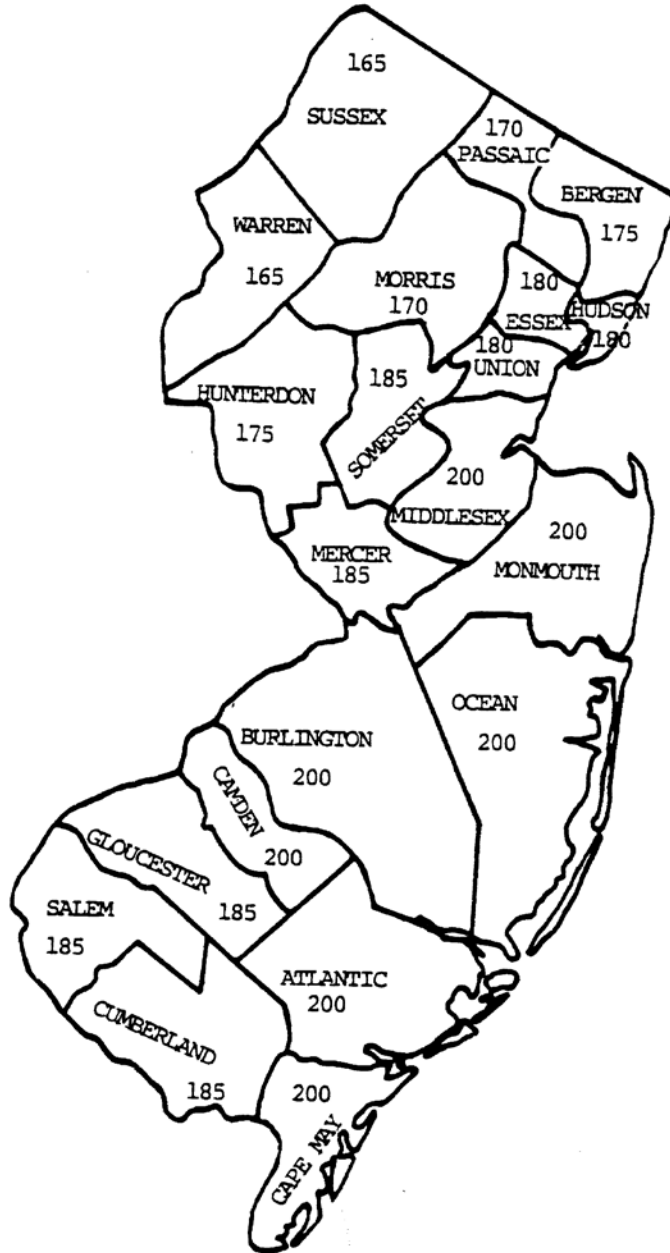 165
SUSSEX
170
PASSAIC
BERGEN
175
WARREN
165
MORRIS
170
180
ESSEX
HUDSON
180
180
UNION
HUNTERDON
175
185
SOMERSET
200
MIDDLESEX
200
MONMOUTH
MERCER
185
OCEAN
200
BURLINGTON
200
CAMDEN
200
GLOUCESTER
185
SALEM
185
ATLANTIC
200
CUMBERLAND
185
200
CAPE MAY